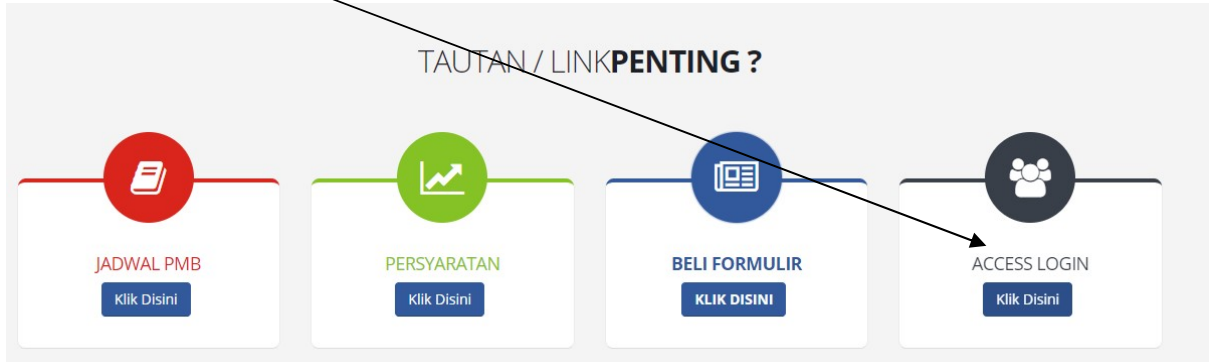 TAUTAN / LINKPENTING ?
JADWAL PMB
Klik Disini
PERSYARATAN
Klik Disini
BELI FORMULIR
KLIK DISINI
ACCESS LOGIN
Klik Disini